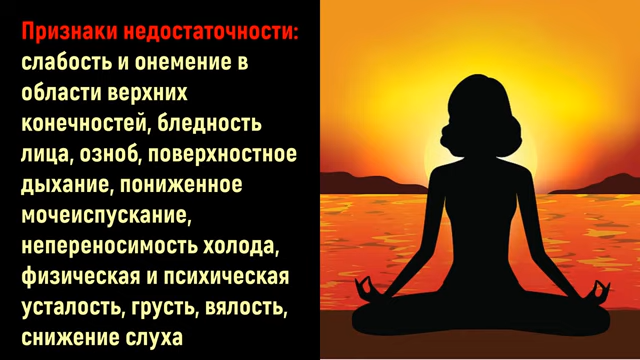 Признаки недостаточности:
слабость и онемение в
области верхних
конечностей, бледность
лица, озноб, поверхностное
дыхание, пониженное
мочеиспускание,
непереносимость холода,
физическая и психическая
усталость, грусть, вялость,
снижение слуха